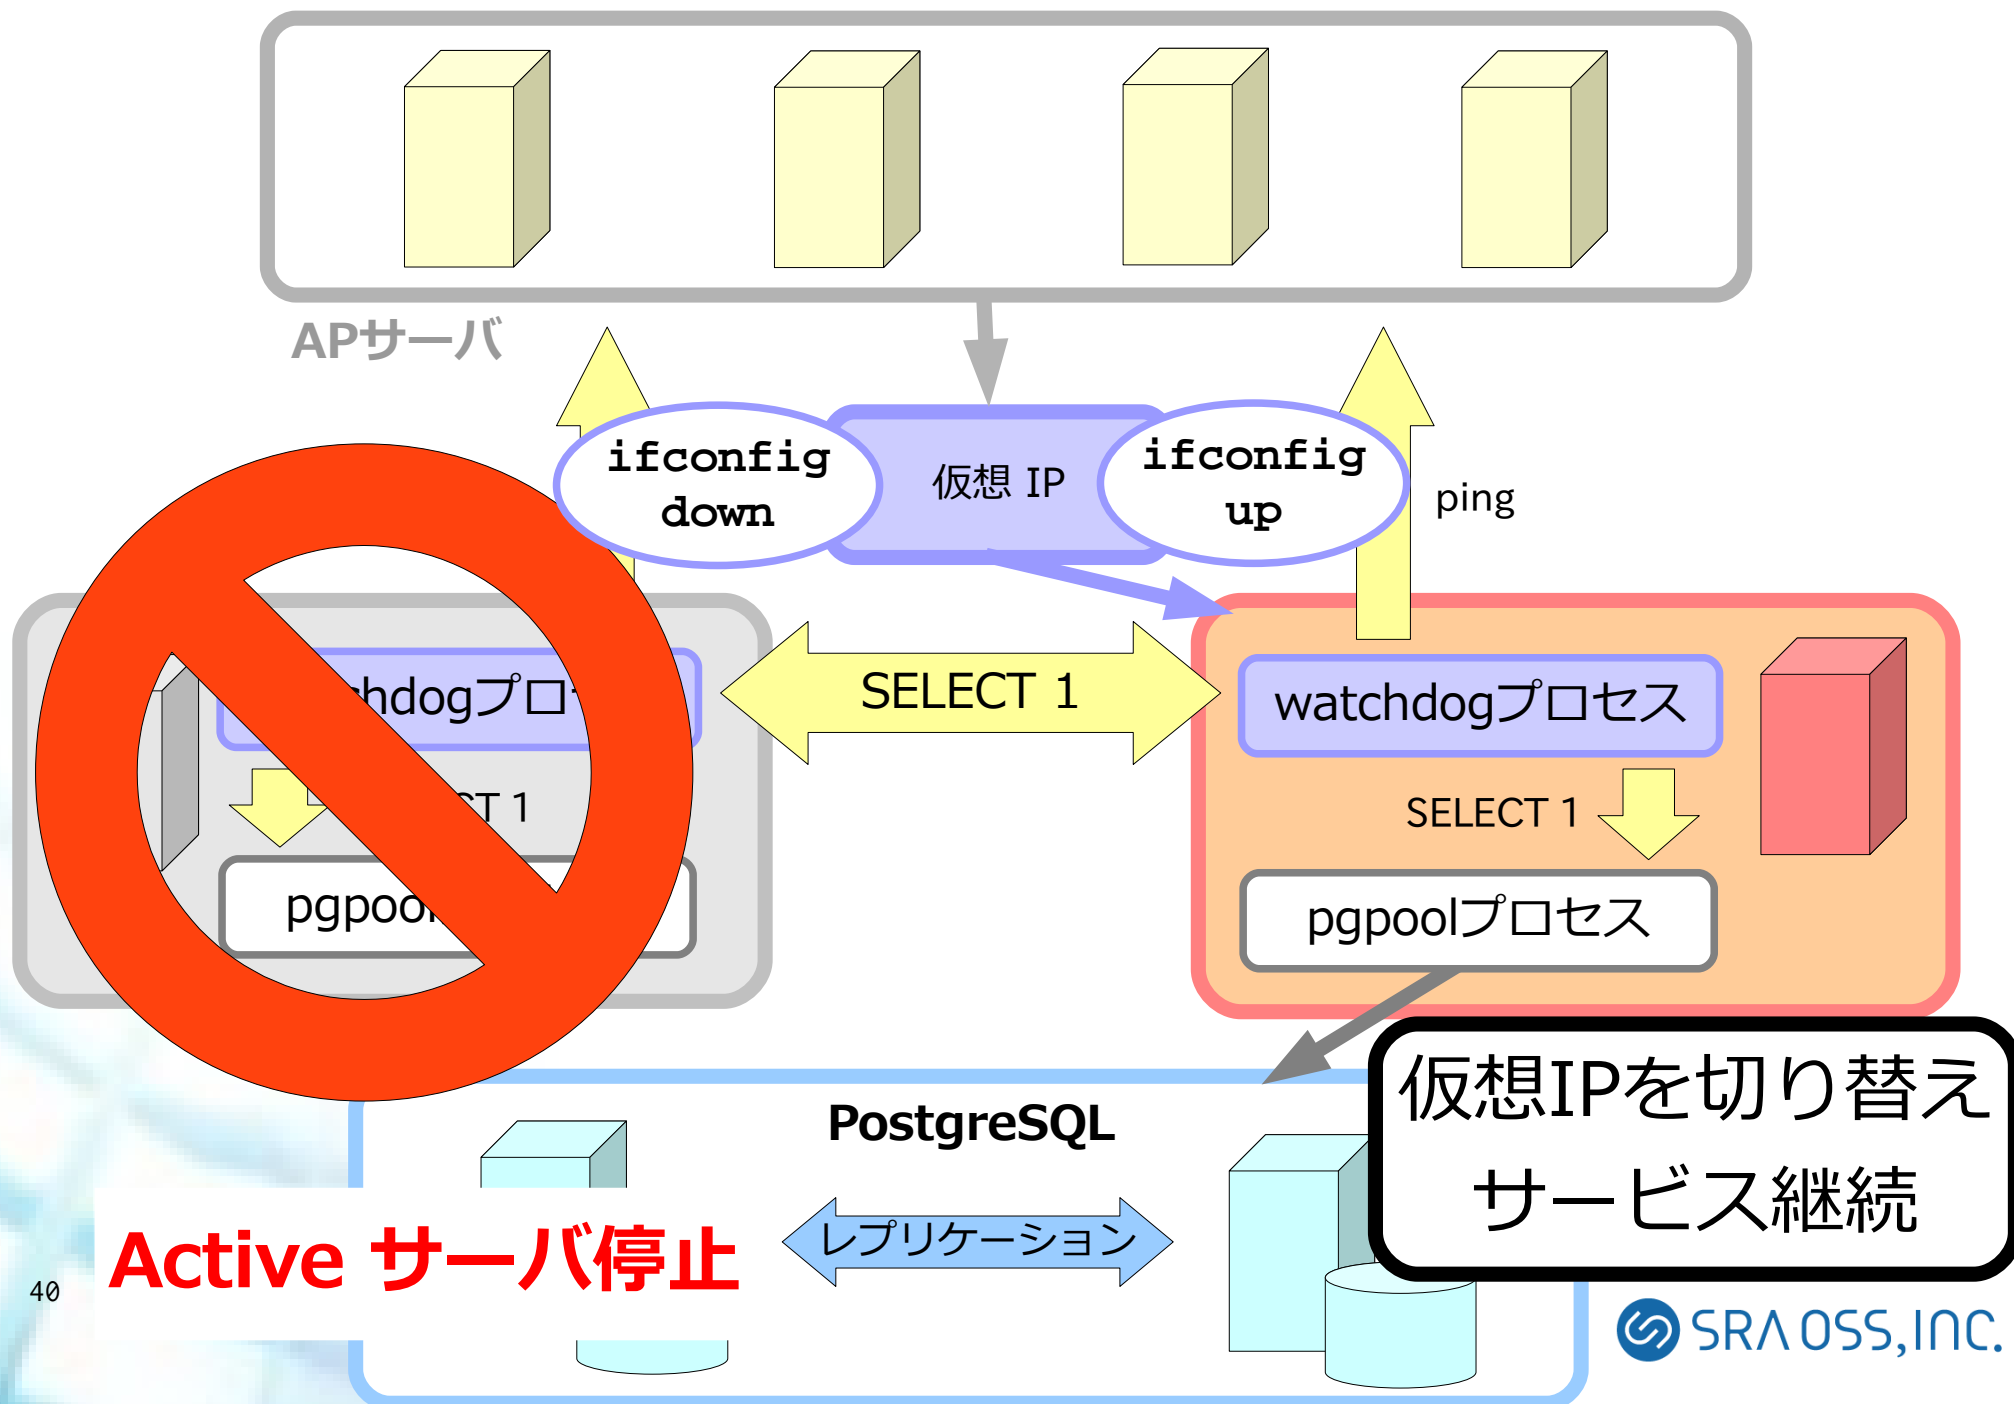 APサーバ
ifconfig
down
仮想 IP
ifconfig
up
ping
SELECT 1
watchdogプロセス
SELECT 1
pgpoolプロセス
PostgreSQL
レプリケーション
仮想IPを切り替え
サービス継続
Active サーバ停止
40
SRA OSS, INC.